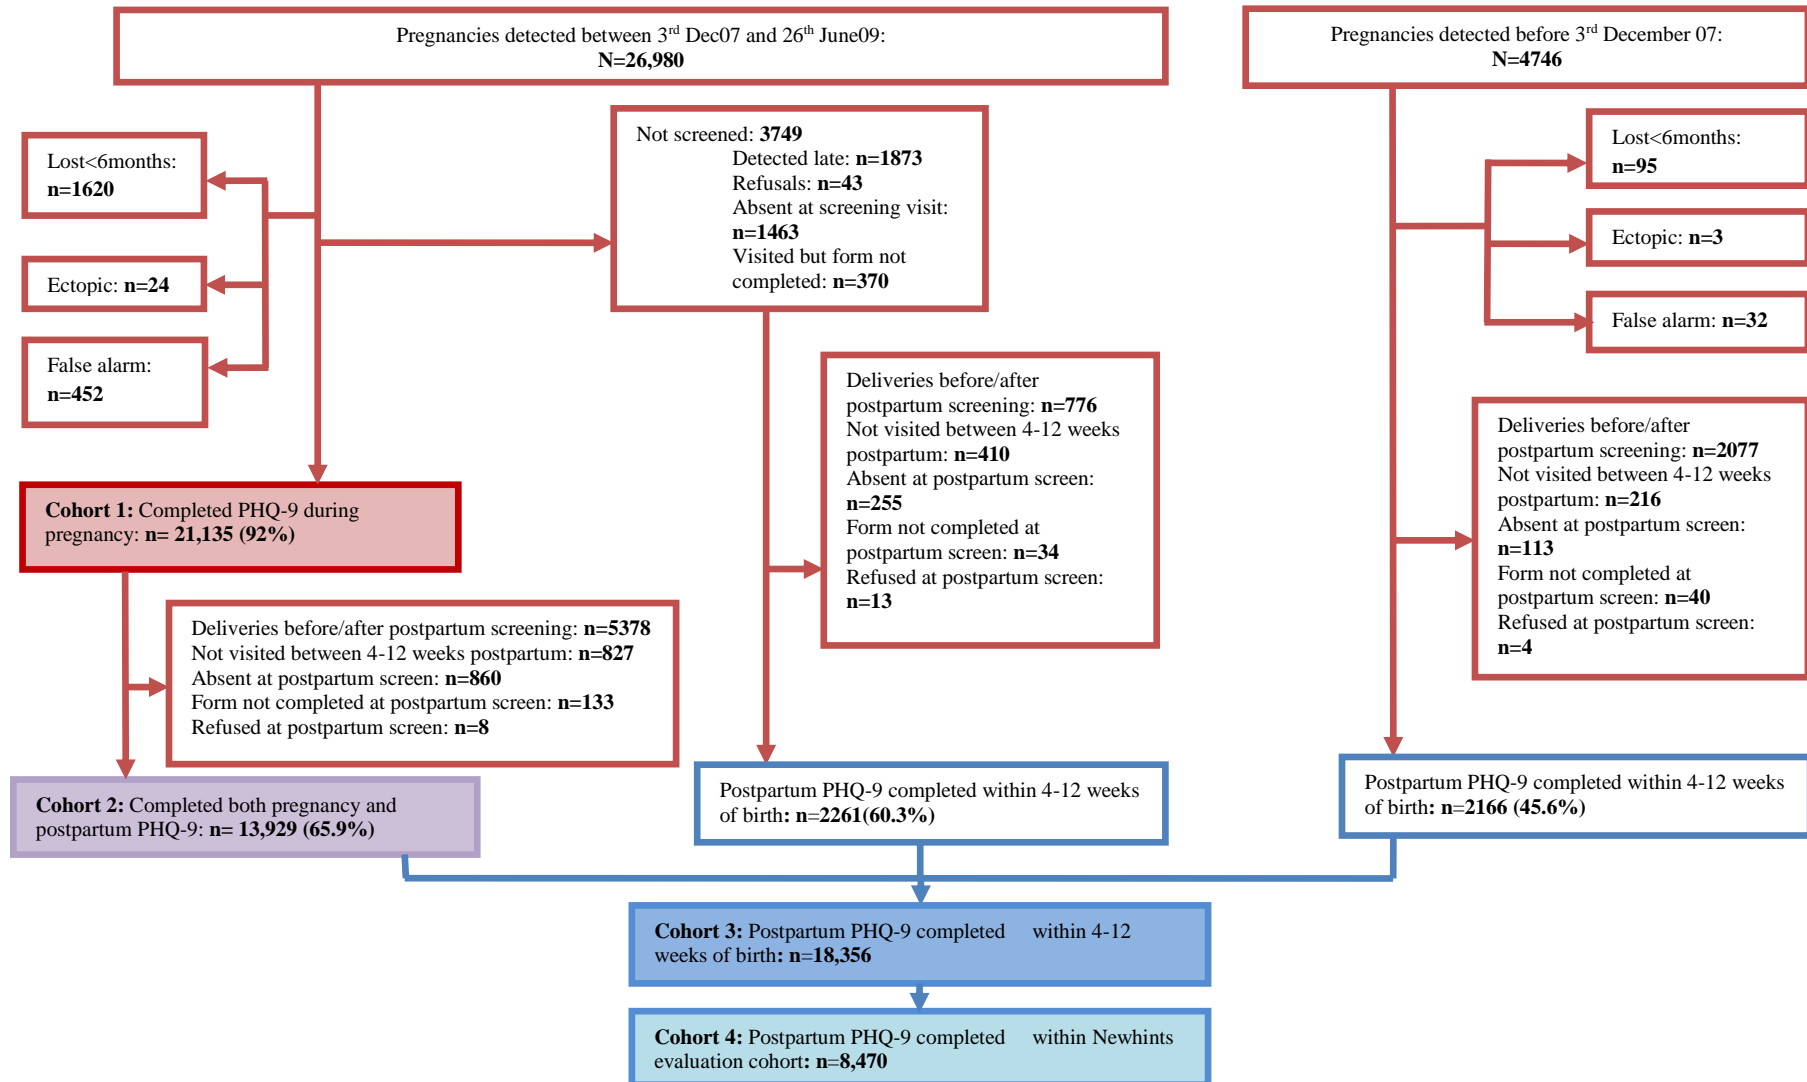 Pregnancies detected between 3rd Dec07 and 26th June09:
N=26,980
Pregnancies detected before 3rd December 07:
N=4746
Lost<6months:
n=1620
Ectopic: n=24
False alarm:
n=452
Not screened: 3749
Detected late: n=1873
Refusals: n=43
Absent at screening visit:
n=1463
Visited but form not
completed: n=370
Lost<6months:
n=95
Ectopic: n=3
False alarm: n=32
Deliveries before/after
postpartum screening: n=776
Not visited between 4-12 weeks
postpartum: n=410
Absent at postpartum screen:
n=255
Form not completed at
postpartum screen: n=34
Refused at postpartum screen:
n=13
Deliveries before/after
postpartum screening: n=2077
Not visited between 4-12 weeks
postpartum: n=216
Absent at postpartum screen:
n=113
Form not completed at
postpartum screen: n=40
Refused at postpartum screen:
n=4
Cohort 1: Completed PHQ-9 during
pregnancy: n= 21,135 (92%)
Deliveries before/after postpartum screening: n=5378
Not visited between 4-12 weeks postpartum: n=827
Absent at postpartum screen: n=860
Form not completed at postpartum screen: n=133
Refused at postpartum screen: n=8
Cohort 2: Completed both pregnancy and
postpartum PHQ-9: n= 13,929 (65.9%)
Postpartum PHQ-9 completed within 4-12 weeks
of birth: n=2261(60.3%)
Postpartum PHQ-9 completed within 4-12 weeks
of birth: n=2166 (45.6%)
Cohort 3: Postpartum PHQ-9 completed within 4-12
weeks of birth: n=18,356
Cohort 4: Postpartum PHQ-9 completed within Newhints
evaluation cohort: n=8,470